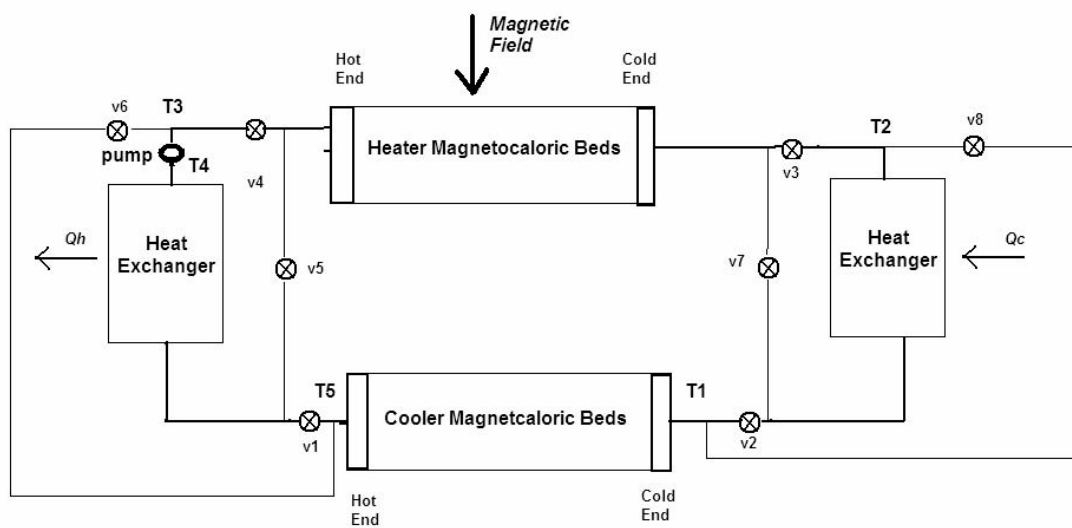 Magnetic
Field
Hot
End
Cold
End
v6
T3
T2
v8
pump
T4
Heater Magnetocaloric Beds
v4
v3
Qh
Heat
Exchanger
v5
v7
Heat
Exchanger
Qc
T5
T1
Cooler Magnetcaloric Beds
v1
v2
Hot
End
Cold
End